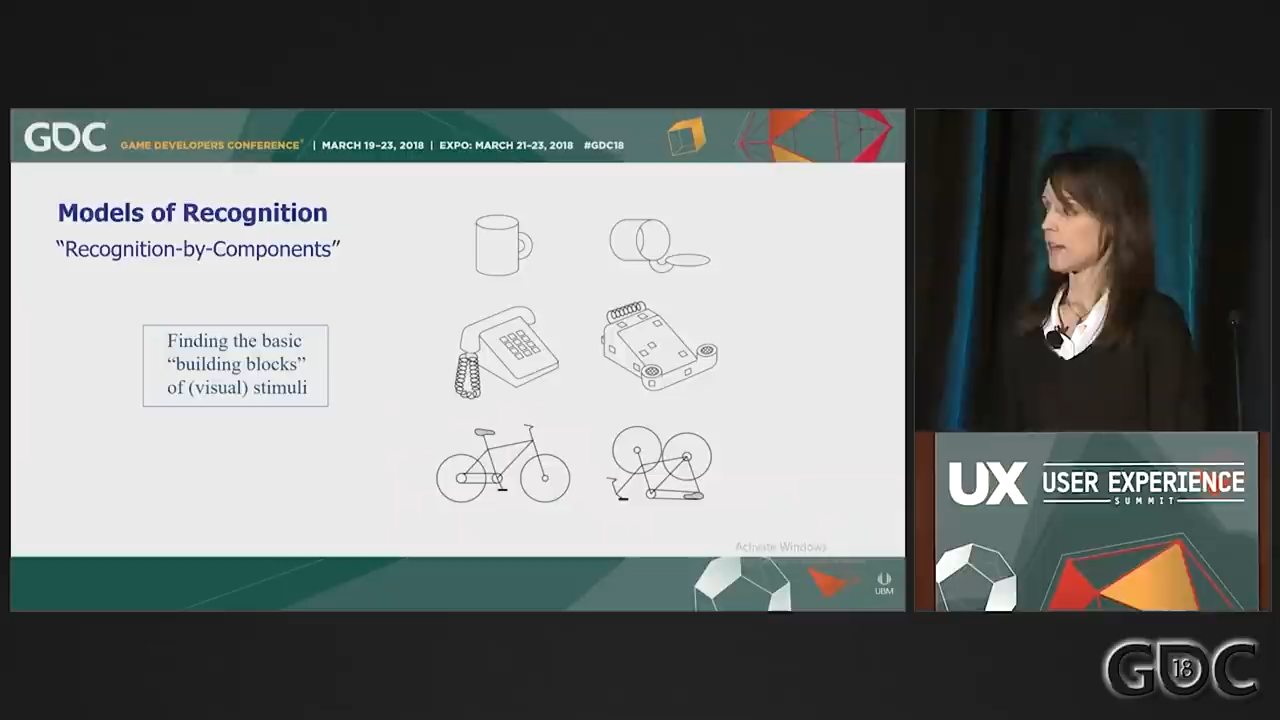 GDC GAME DEVELOPERS CONFERENCE® | MARCH 19–23, 2018 | EXPO: MARCH 21–23, 2018 #GDC18
Models of Recognition
“Recognition-by-Components”
Finding the basic
“building blocks”
of (visual) stimuli
Activate Windows
UBM
UX USER EXPERIENCE
SUMMIT
GDC 18